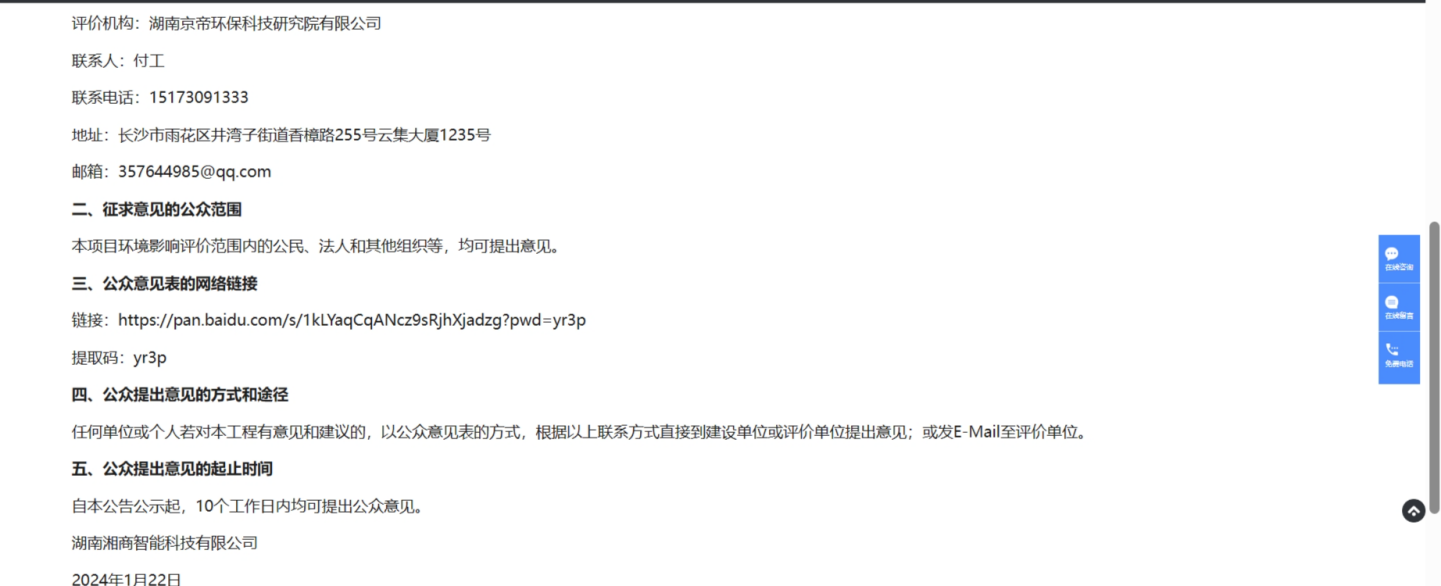 评价机构：湖南京帝环保科技研究院有限公司
联系人：付工
联系电话：15173091333
地址：长沙市雨花区井湾子街道香樟路255号云集大厦1235号
邮箱：357644985@qq.com
二、征求意见的公众范围
本项目环境影响评价范围内的公民、法人和其他组织等，均可提出意见。
三、公众意见表的网络链接
链接：https://pan.baidu.com/s/1kLYaqCqANcz9sRjhXjadzg?pwd=yr3p
提取码：yr3p
四、公众提出意见的方式和途径
任何单位或个人若对本工程有意见和建议的，以公众意见表的方式，根据以上联系方式直接到建设单位或评价单位提出意见；或发E-Mail至评价单位。
五、公众提出意见的起止时间
自本公告公示起，10个工作日内均可提出公众意见。
湖南湘商智能科技有限公司
2024年1月22日
在线咨询
在线留言
免费电话